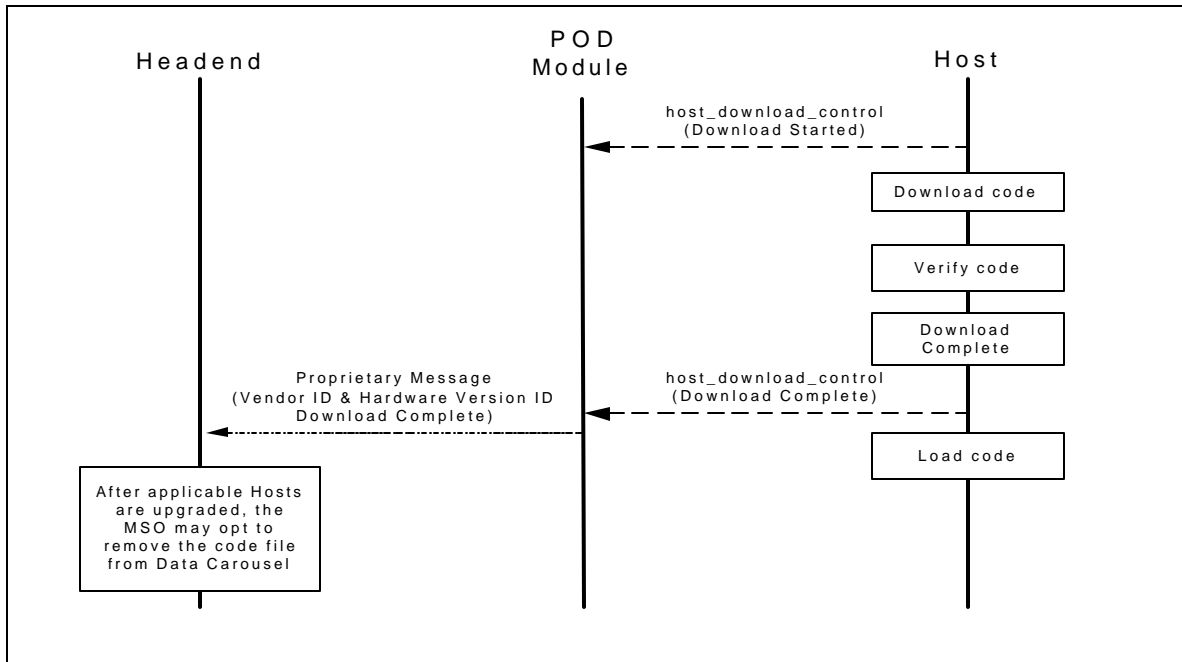 Headend
POD
Module
Host
host_download_control
(Download Started)
Download code
Verify code
Download
Complete
Proprietary Message
(Vendor ID & Hardware Version ID
Download Complete)
host_download_control
(Download Complete)
Load code
After applicable Hosts
are upgraded, the
MSO may opt to
remove the code file
from Data Carousel